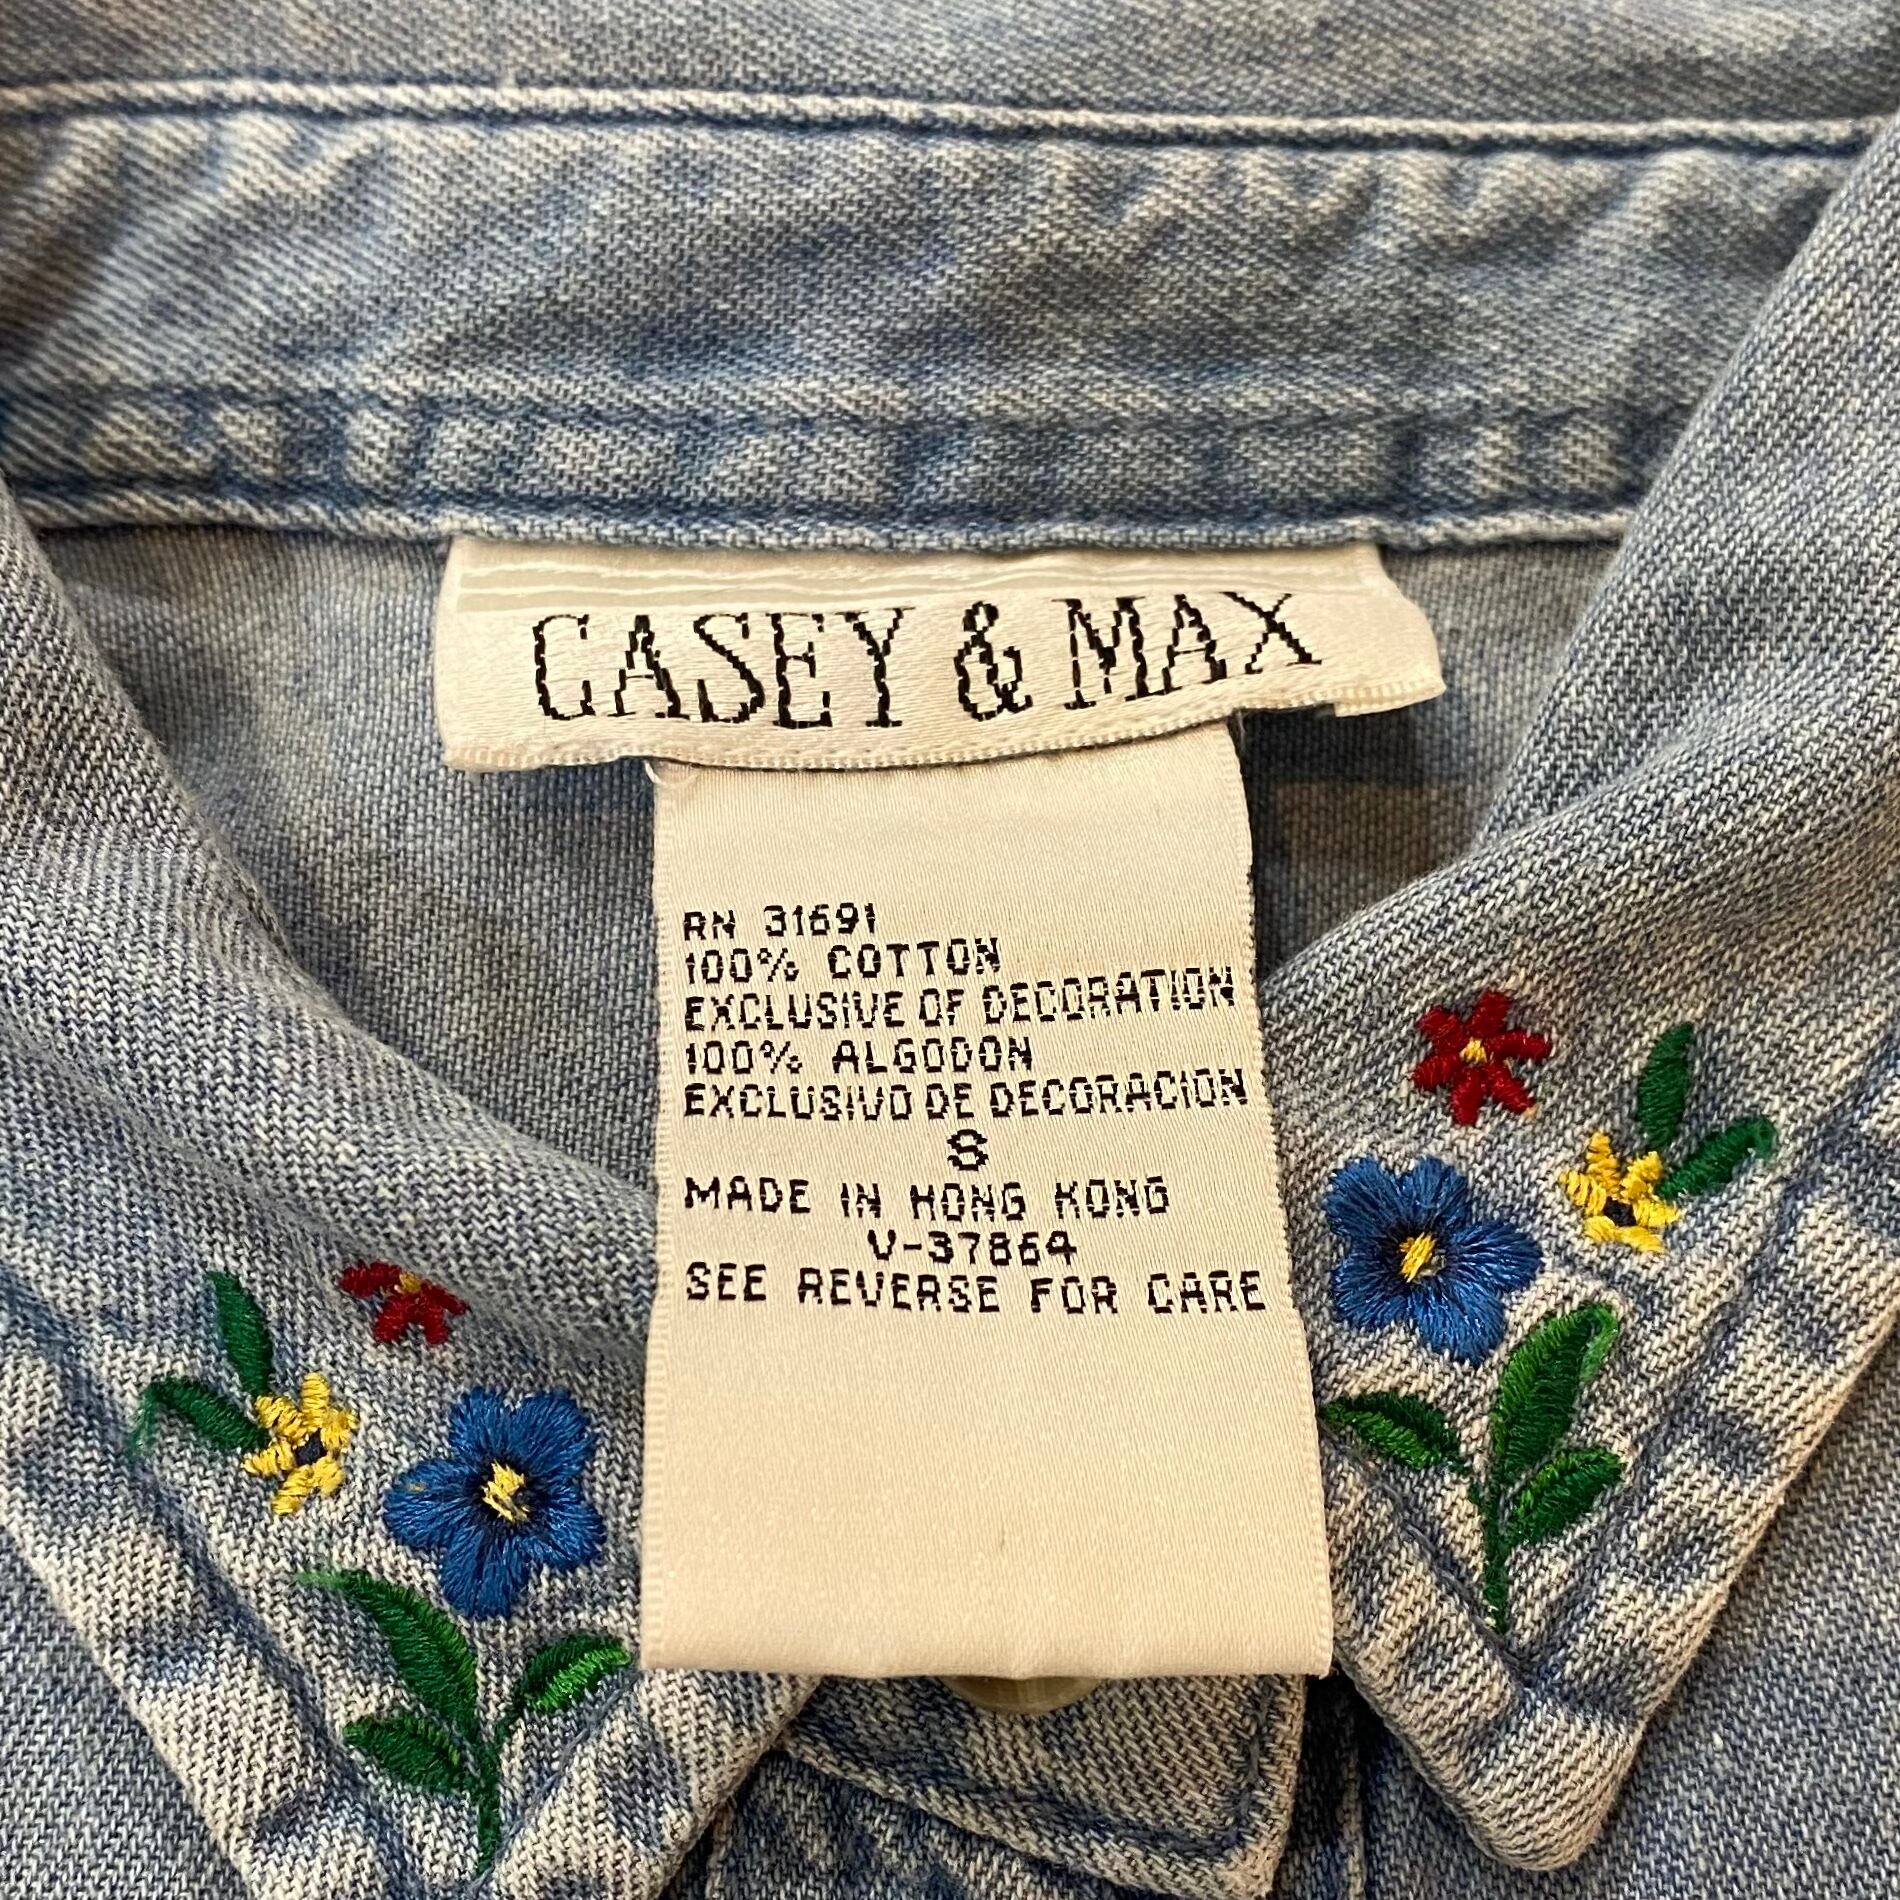 CASEY & MAX
RN 31691
100% COTTON
EXCLUSIVE OF DECORATION
100% ALGODON
EXCLUSIVO DE DECORACION
S
MADE IN HONG KONG
V-37864
SEE REVERSE FOR CARE